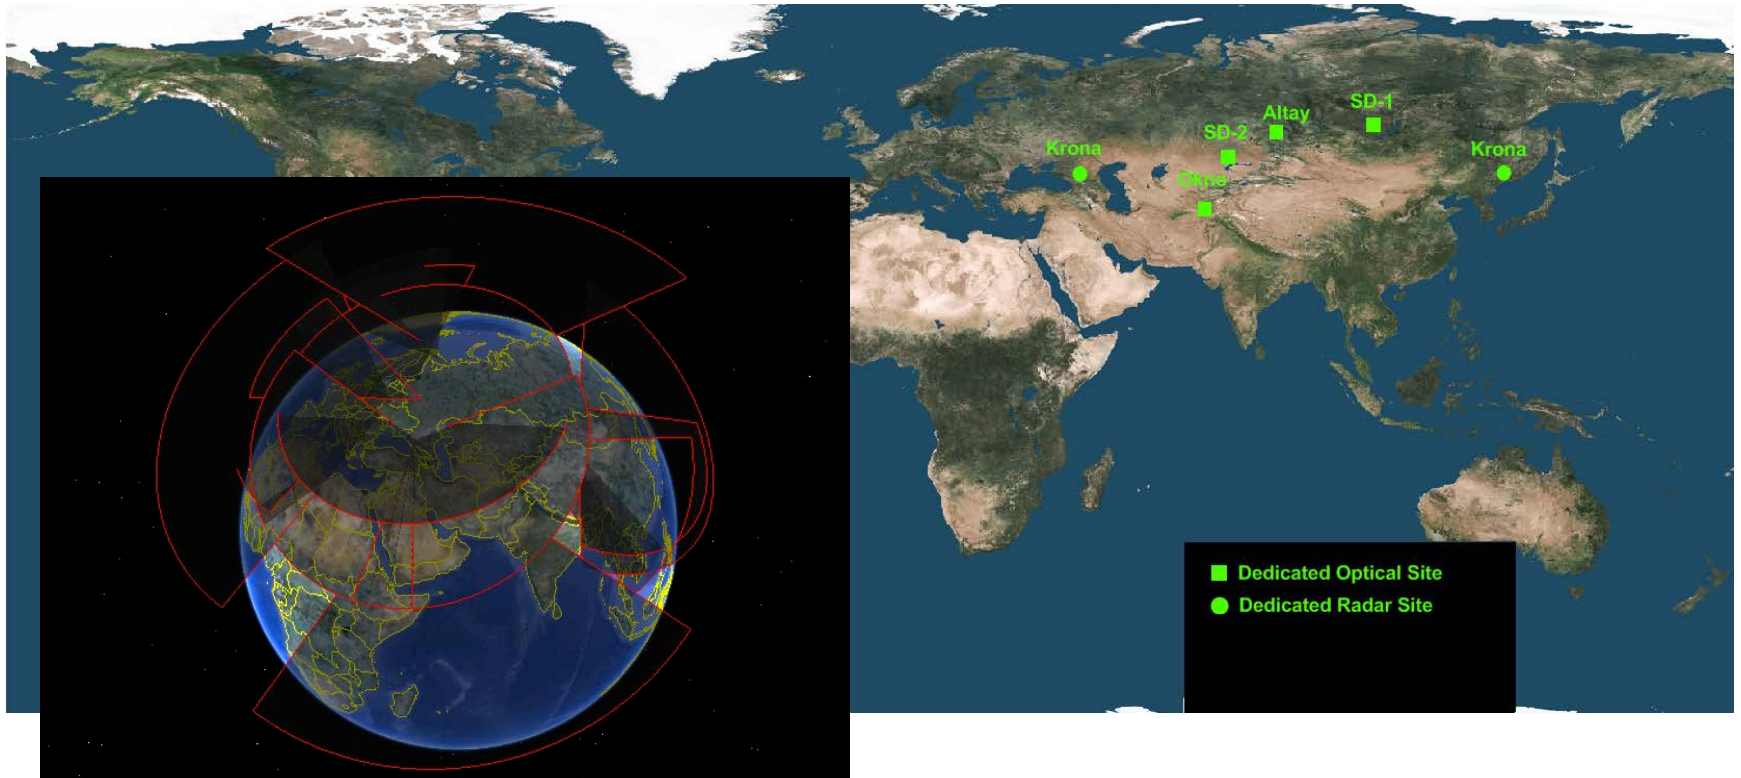 SD-1
Altay
SD-2
Krona
Krona
Okno
Dedicated Optical Site
Dedicated Radar Site